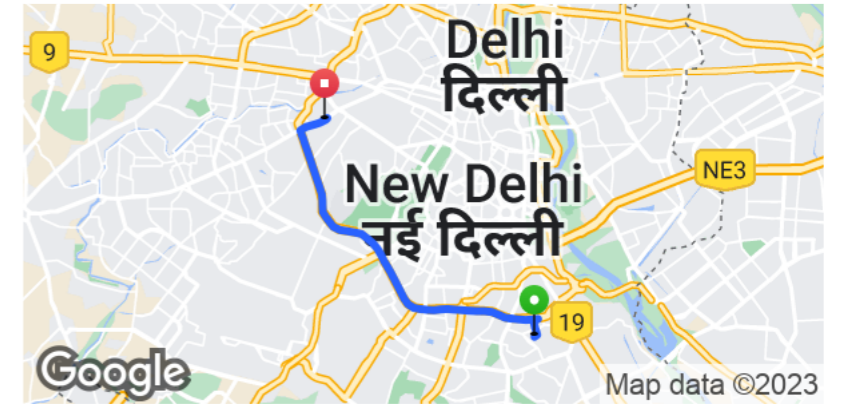 9
Delhi
दिल्ली
NE3
New Delhi
नई दिल्ली
19
Google
Map data ©2023